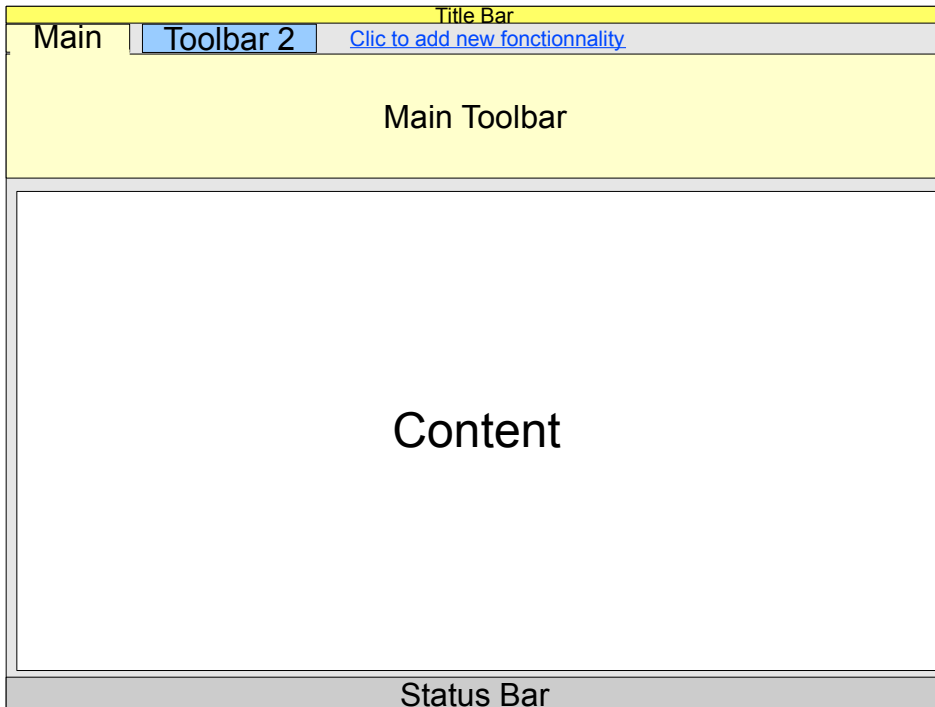 Title Bar
Main
Toolbar 2
Clic to add new fonctionnality
Main Toolbar
Content
Status Bar